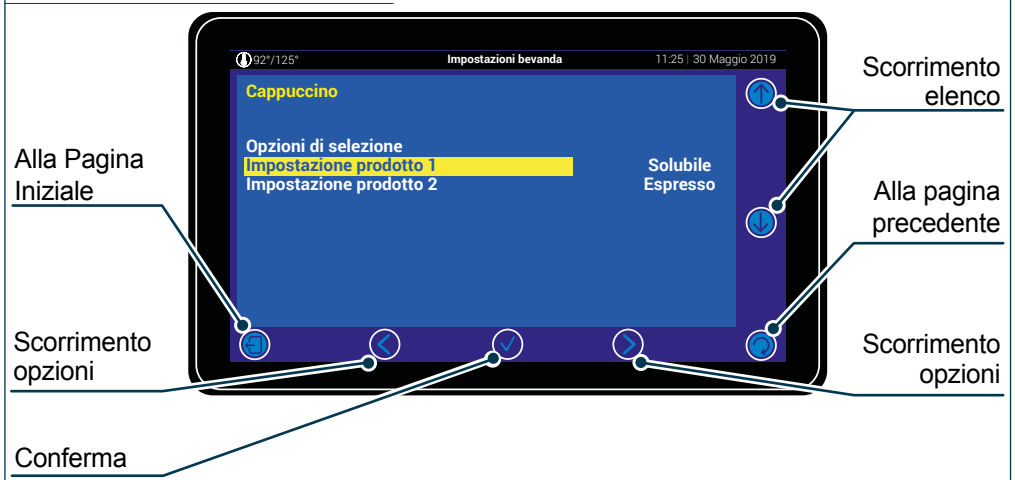 92°/125° Impostazioni bevanda 11:25 | 30 Maggio 2019
Cappuccino
Opzioni di selezione
Impostazione prodotto 1 Solubile
Impostazione prodotto 2 Espresso
Scorrimento
elenco
Alla Pagina
Iniziale
Alla pagina
precedente
Scorrimento
opzioni
Scorrimento
opzioni
Conferma